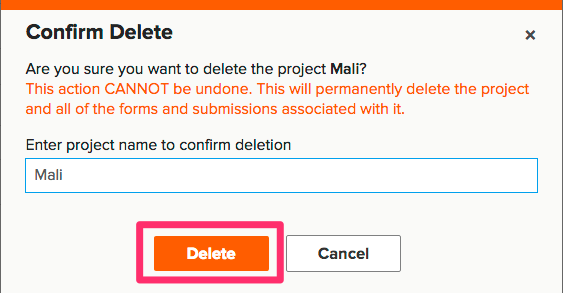 Confirm Delete
×
Are you sure you want to delete the project Mali?
This action CANNOT be undone. This will permanently delete the project
and all of the forms and submissions associated with it.
Enter project name to confirm deletion
Mali
Delete Cancel